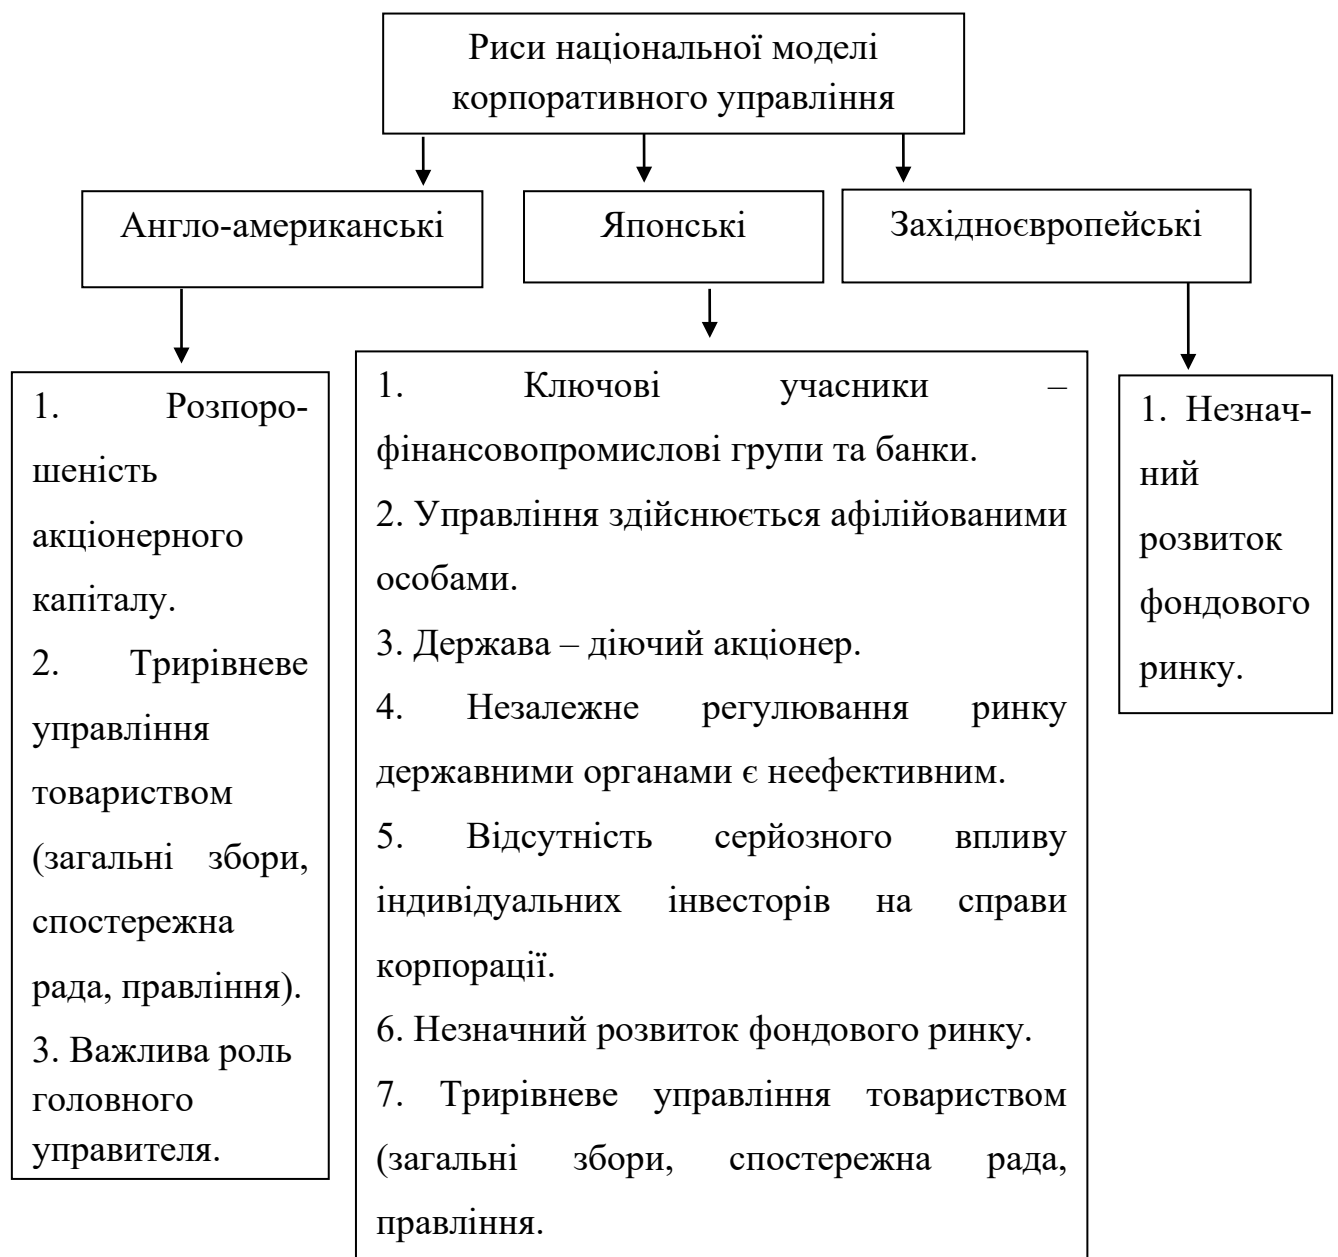 Риси національної моделі
корпоративного управління
Англо-американські
Японські
Західноєвропейські
1. Розпоро-
шеність
акціонерного
капіталу.
2. Трирівневе
управління
товариством
(загальні збори,
спостережна
рада, правління).
3. Важлива роль
головного
управителя.
1. Ключові учасники –
фінансовопромислові групи та банки.
2. Управління здійснюється афілійованими
особами.
3. Держава – діючий акціонер.
4. Незалежне регулювання ринку
державними органами є неефективним.
5. Відсутність серйозного впливу
індивідуальних інвесторів на справи
корпорації.
6. Незначний розвиток фондового ринку.
7. Трирівневе управління товариством
(загальні збори, спостережна рада,
правління.
1. Незнач-
ний
розвиток
фондового
ринку.